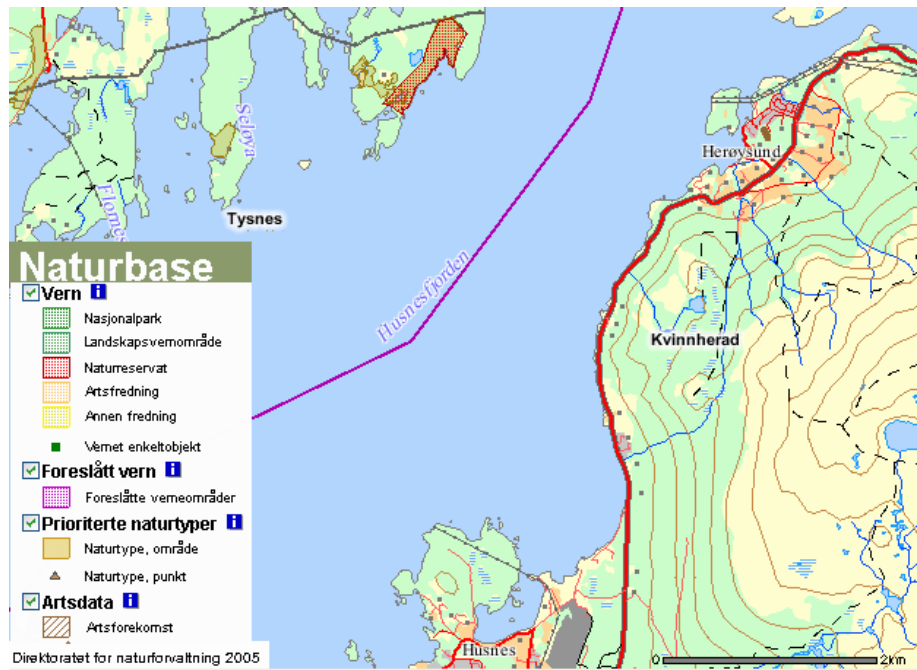 Seløya
Herøysund
Flornes
Tysnes
Husnesfjorden
Kvinnherad
Naturbase
Vern
Nasjonalpark
Landskapsvernområde
Naturreservat
Artsfredning
Annen fredning
Vernet enkeltobjekt
Foreslått vern
Foreslåtte verneområder
Prioriterte naturtyper
Naturtype, område
Naturtype, punkt
Artsdata
Artsforekomst
Husnes
Direktoratet for naturforvaltning 2005
0 2km